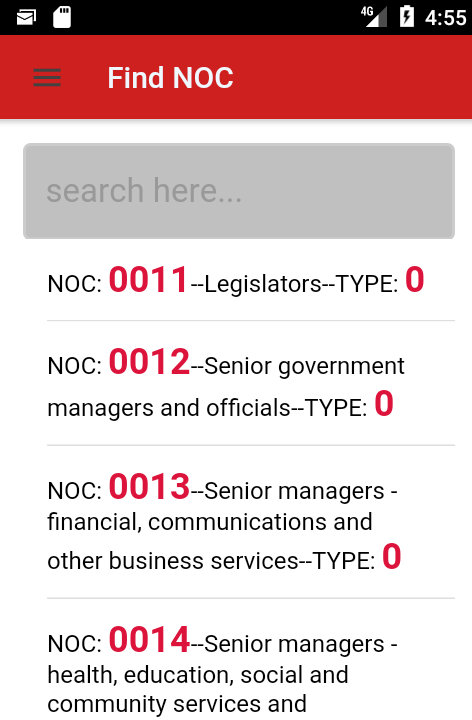 4G 4:55
Find NOC
search here...
NOC: 0011--Legislators--TYPE: 0
NOC: 0012--Senior government
managers and officials--TYPE: 0
NOC: 0013--Senior managers -
financial, communications and
other business services--TYPE: 0
NOC: 0014--Senior managers -
health, education, social and
community services and